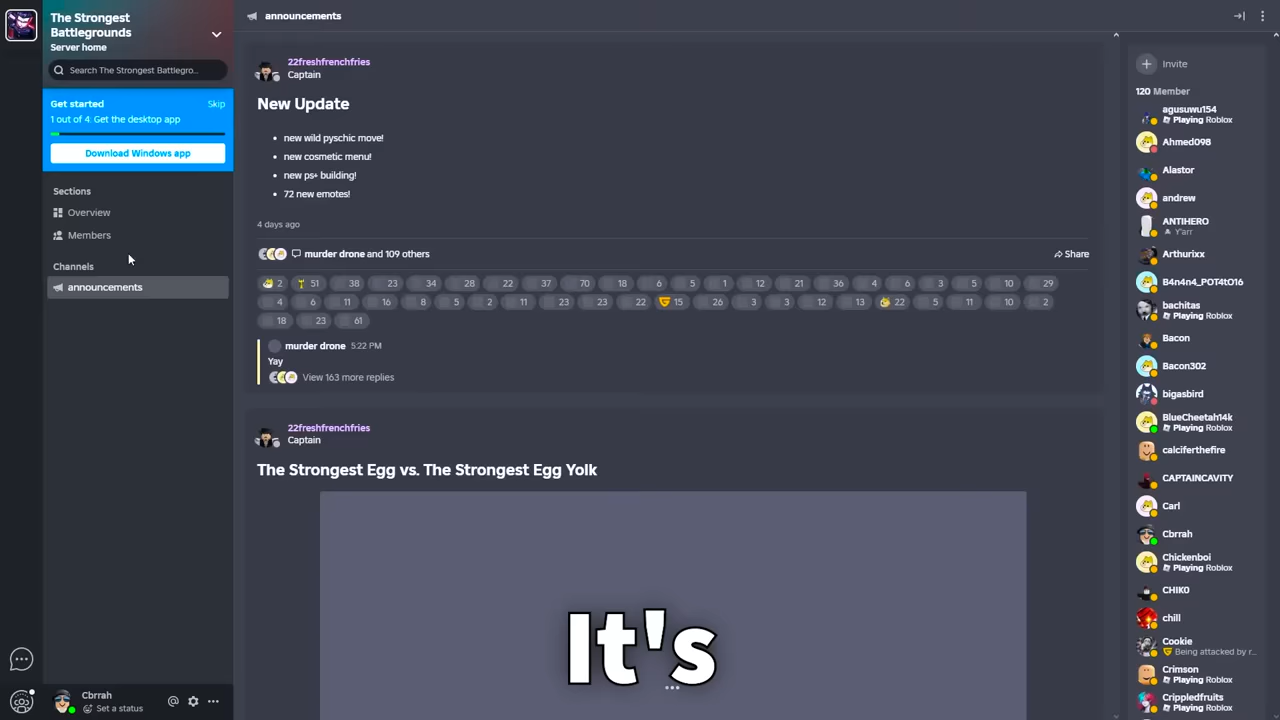 The Strongest
Battlegrounds
Server home
Search The Strongest Battlegro...
Get started
Skip
1 out of 4: Get the desktop app
Download Windows app
Sections
Overview
Members
Channels
announcements
Cbrrah
Set a status
announcements
22freshfrenchfries
Captain
New Update
new wild pyschic move!
new cosmetic menu!
new ps+ building!
72 new emotes!
4 days ago
murder drone and 109 others
Share
2 51 38 23 34 28 22 37 70 18 6 5 1 12 21 36 4 6 3 5 10 29
4 6 11 16 8 5 2 11 23 23 22 15 26 3 3 12 13 22 5 11 10 2
18 23 61
murder drone 5:22 PM
Yay
View 163 more replies
22freshfrenchfries
Captain
The Strongest Egg vs. The Strongest Egg Yolk
It's
Invite
120 Member
agusuwu154
Playing Roblox
Ahmed098
Alastor
andrew
ANTIHERO
Y'arr
Arthurixx
B4n4n4_POT4tO16
bachitas
Playing Roblox
Bacon
Bacon302
bigasbird
BlueCheetah14k
Playing Roblox
calciferthefire
CAPTAINCAVITY
Carl
Cbrrah
Chickenboi
Playing Roblox
CHIK0
chill
Cookie
Being attacked by r...
Crimson
Playing Roblox
Crippledfruits
Playing Roblox